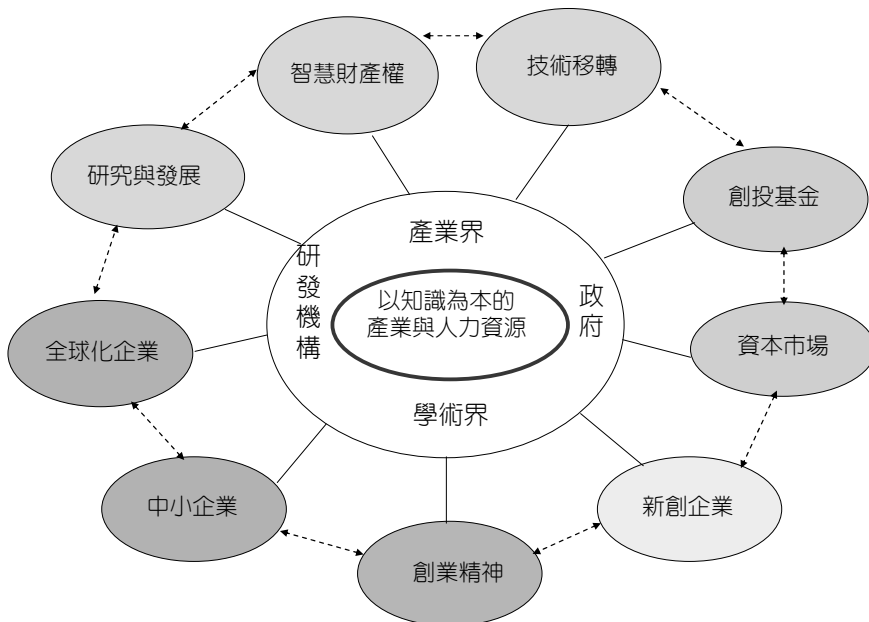 智慧財產權
技術移轉
研究與發展
創投基金
產業界
研發機構
政府
以知識為本的
產業與人力資源
全球化企業
資本市場
學術界
中小企業
新創企業
創業精神